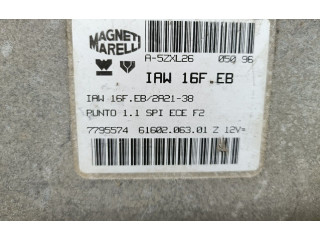 MAGNETI
MARELLI
A-5ZXL26 050 96
IAW 16F.EB
IAW 16F.EB/2A21-38
PUNTO 1.1 SPI ECE F2
7795574 61602.063.01 Z 12V=